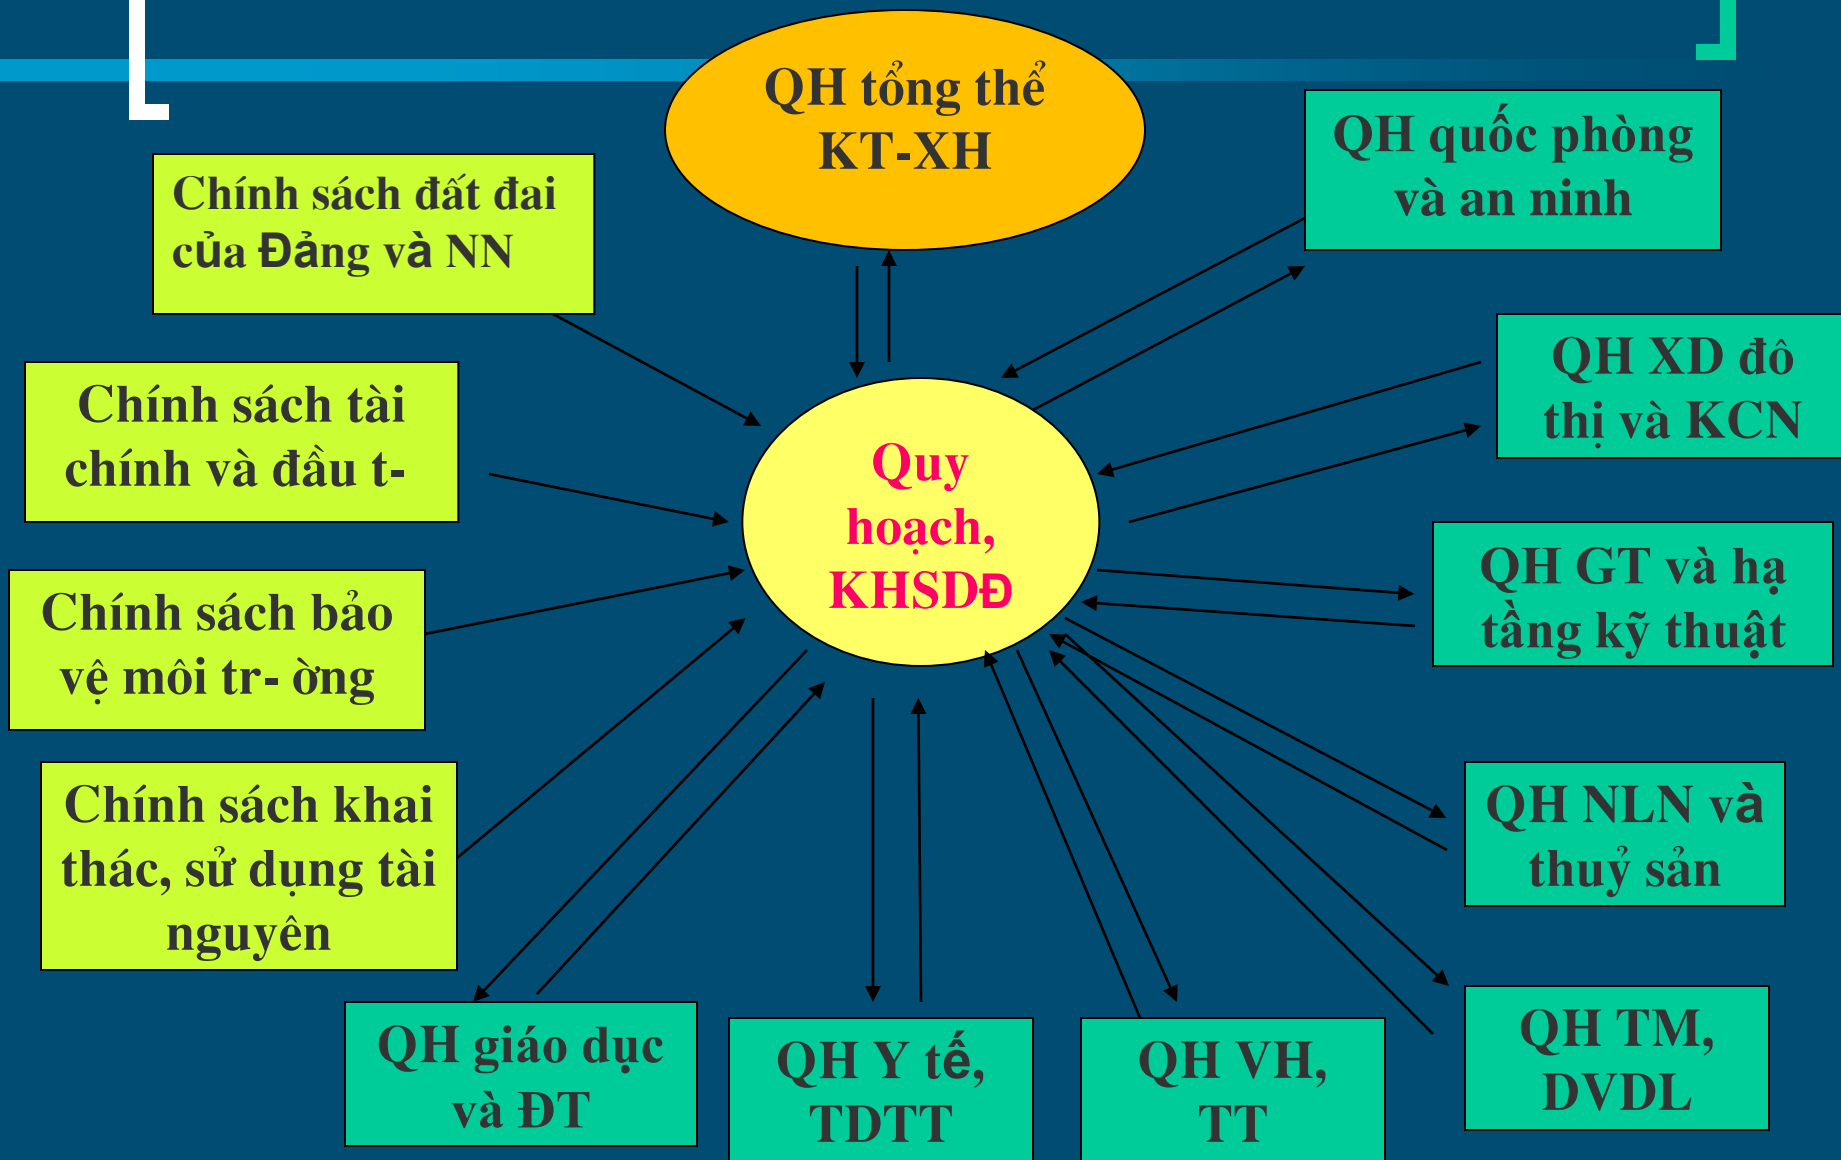 QH tổng thể
KT-XH
QH quốc phòng
và an ninh
Chính sách đất đai
của Đảng và NN
QH XD đô
thị và KCN
Chính sách tài
chính và đầu t-
Quy
hoạch,
KHSDĐ
QH GT và hạ
tầng kỹ thuật
Chính sách bảo
vệ môi tr- ờng
Chính sách khai
thác, sử dụng tài
nguyên
QH NLN và
thuỷ sản
QH giáo dục
và ĐT
QH Y tế,
TDTT
QH VH,
TT
QH TM,
DVDL